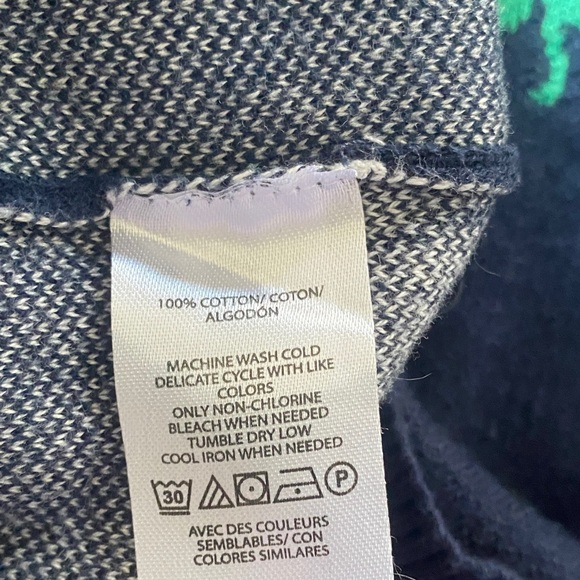 100% COTTON/ COTON/
ALGODÓN
MACHINE WASH COLD
DELICATE CYCLE WITH LIKE
COLORS
ONLY NON-CHLORINE
BLEACH WHEN NEEDED
TUMBLE DRY LOW
COOL IRON WHEN NEEDED
30 P
AVEC DES COULEURS
SEMBLABLES/ CON
COLORES SIMILARES